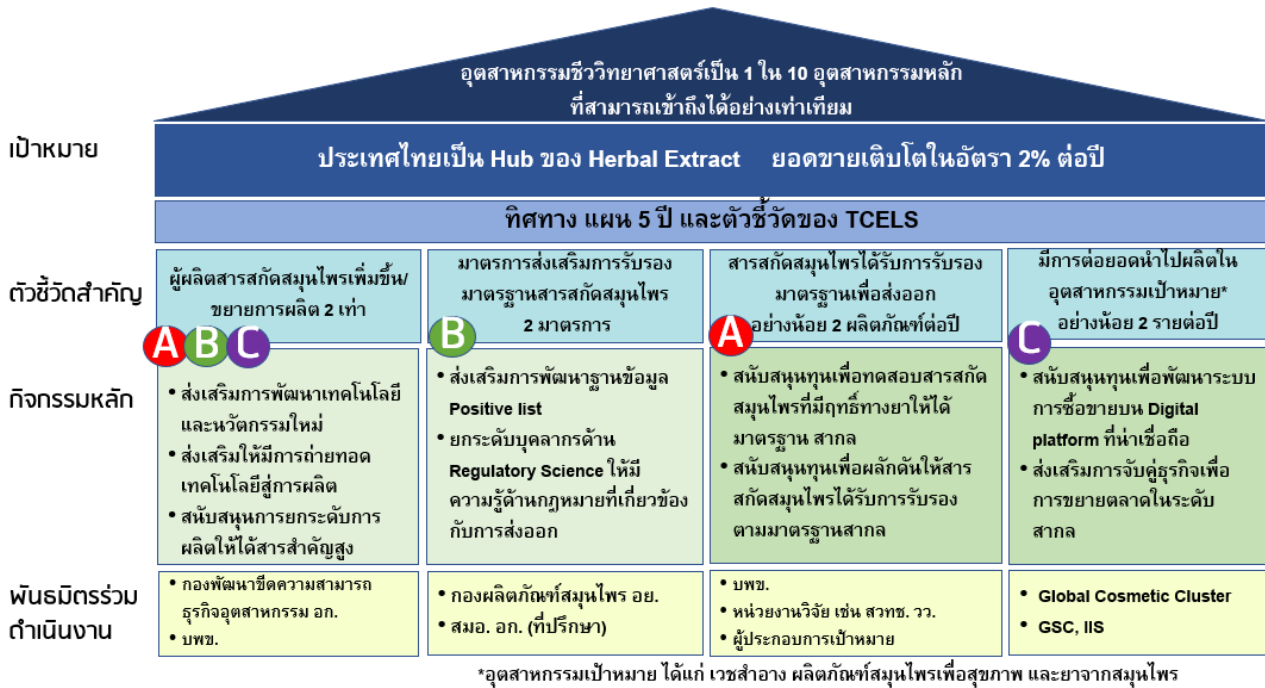 อุตสาหกรรมชีววิทยาศาสตร์เป็น 1 ใน 10 อุตสาหกรรมหลัก
ที่สามารถเข้าถึงได้อย่างเท่าเทียม
เป้าหมาย
ประเทศไทยเป็น Hub ของ Herbal Extract ยอดขายเติบโตในอัตรา 2% ต่อปี
ทิศทาง แผน 5 ปี และตัวชี้วัดของ TCELS
ตัวชี้วัดสำคัญ
ผู้ผลิตสารสกัดสมุนไพรเพิ่มขึ้น/
ขยายการผลิต 2 เท่า
A B C
มาตรการส่งเสริมการรับรอง
มาตรฐานสารสกัดสมุนไพร
2 มาตรการ
B
สารสกัดสมุนไพรได้รับการรับรอง
มาตรฐานเพื่อส่งออก
อย่างน้อย 2 ผลิตภัณฑ์ต่อปี
A
มีการต่อยอดนำไปผลิตใน
อุตสาหกรรมเป้าหมาย*
อย่างน้อย 2 รายต่อปี
C
กิจกรรมหลัก
• ส่งเสริมการพัฒนาเทคโนโลยี
และนวัตกรรมใหม่
• ส่งเสริมให้มีการถ่ายทอด
เทคโนโลยีสู่การผลิต
• สนับสนุนการยกระดับการ
ผลิตให้ได้สารสำคัญสูง
• ส่งเสริมการพัฒนาฐานข้อมูล
Positive list
• ยกระดับบุคลากรด้าน
Regulatory Science ให้มี
ความรู้ด้านกฎหมายที่เกี่ยวข้อง
กับการส่งออก
• สนับสนุนทุนเพื่อทดสอบสารสกัด
สมุนไพรที่มีฤทธิ์ทางยาให้ได้
มาตรฐาน สากล
• สนับสนุนทุนเพื่อผลักดันให้สาร
สกัดสมุนไพรได้รับการรับรอง
ตามมาตรฐานสากล
• สนับสนุนทุนเพื่อพัฒนาระบบ
การซื้อขายบน Digital
platform ที่น่าเชื่อถือ
• ส่งเสริมการจับคู่ธุรกิจเพื่อ
การขยายตลาดในระดับ
สากล
พันธมิตรร่วม
ดำเนินงาน
• กองพัฒนาขีดความสามารถ
ธุรกิจอุตสาหกรรม อก.
• บพข.
• กองผลิตภัณฑ์สมุนไพร อย.
• สมอ. อก. (ที่ปรึกษา)
• บพข.
• หน่วยงานวิจัย เช่น สวทช. วว.
• ผู้ประกอบการเป้าหมาย
• Global Cosmetic Cluster
• GSC, IIS
*อุตสาหกรรมเป้าหมาย ได้แก่ เวชสำอาง ผลิตภัณฑ์สมุนไพรเพื่อสุขภาพ และยาจากสมุนไพร